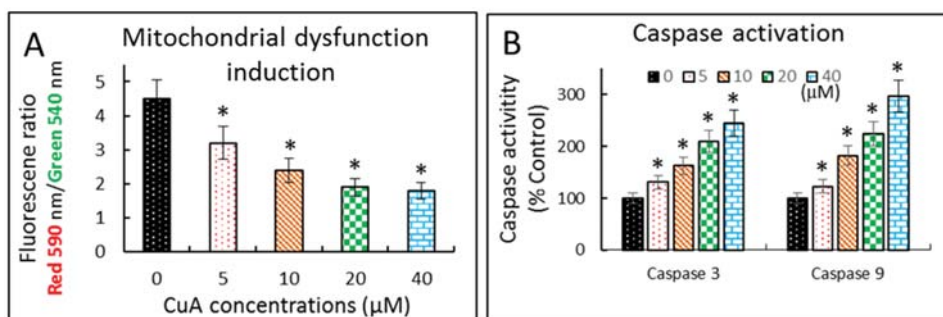 A
Mitochondrial dysfunction
induction
Fluorescene ratio
Red 590 nm/Green 540 nm
5
4
3
2
1
0
*
*
*
*
0 5 10 20 40
CuA concentrations (µM)
B
Caspase activation
0 5 10 20 40
(µM)
Caspase activitity
(% Control)
300
200
100
0
* * * *
* * * *
Caspase 3 Caspase 9